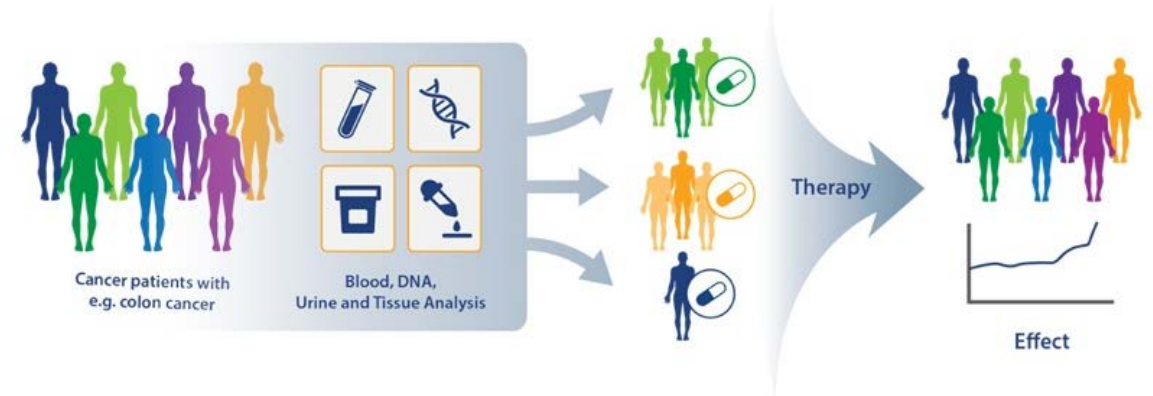 Cancer patients with
e.g. colon cancer
Blood, DNA,
Urine and Tissue Analysis
Therapy
Effect